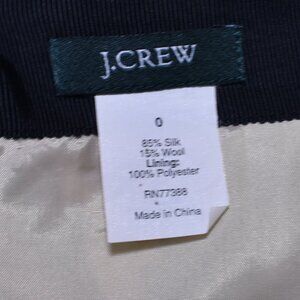 J.CREW
0
85% Silk
15% Wool
Lining:
100% Polyester
RN77388
Made in China